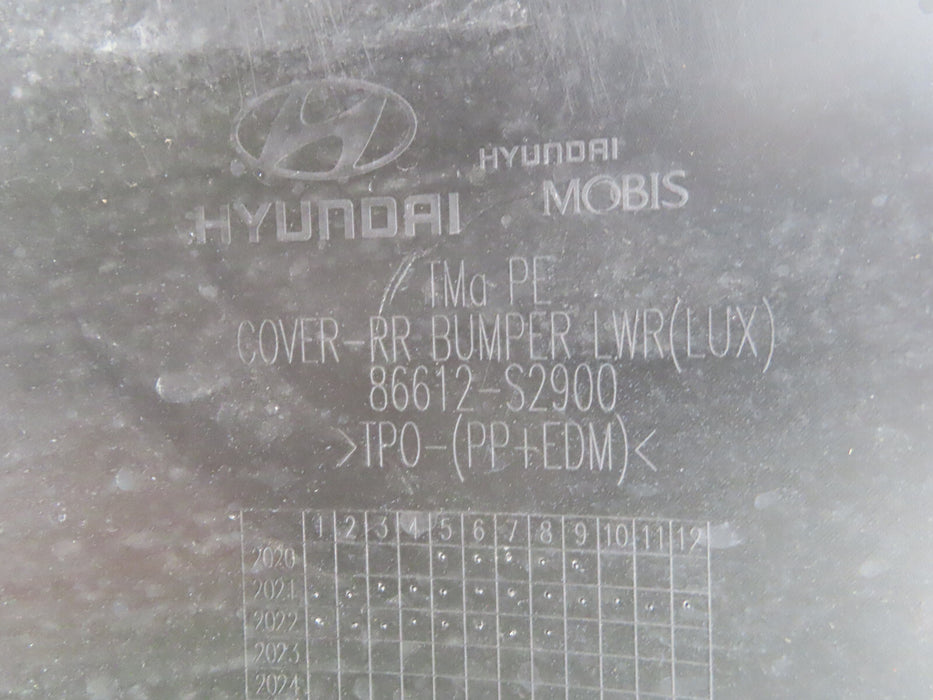 HYUNDAI
HYUNDAI
MOBIS
TMa PE
COVER-RR BUMPER LWR(LUX)
86612-S2900
>TPO-(PP+EDM)<
1 2 3 4 5 6 7 8 9 10 11 12
2020
2021
2022
2023
2024